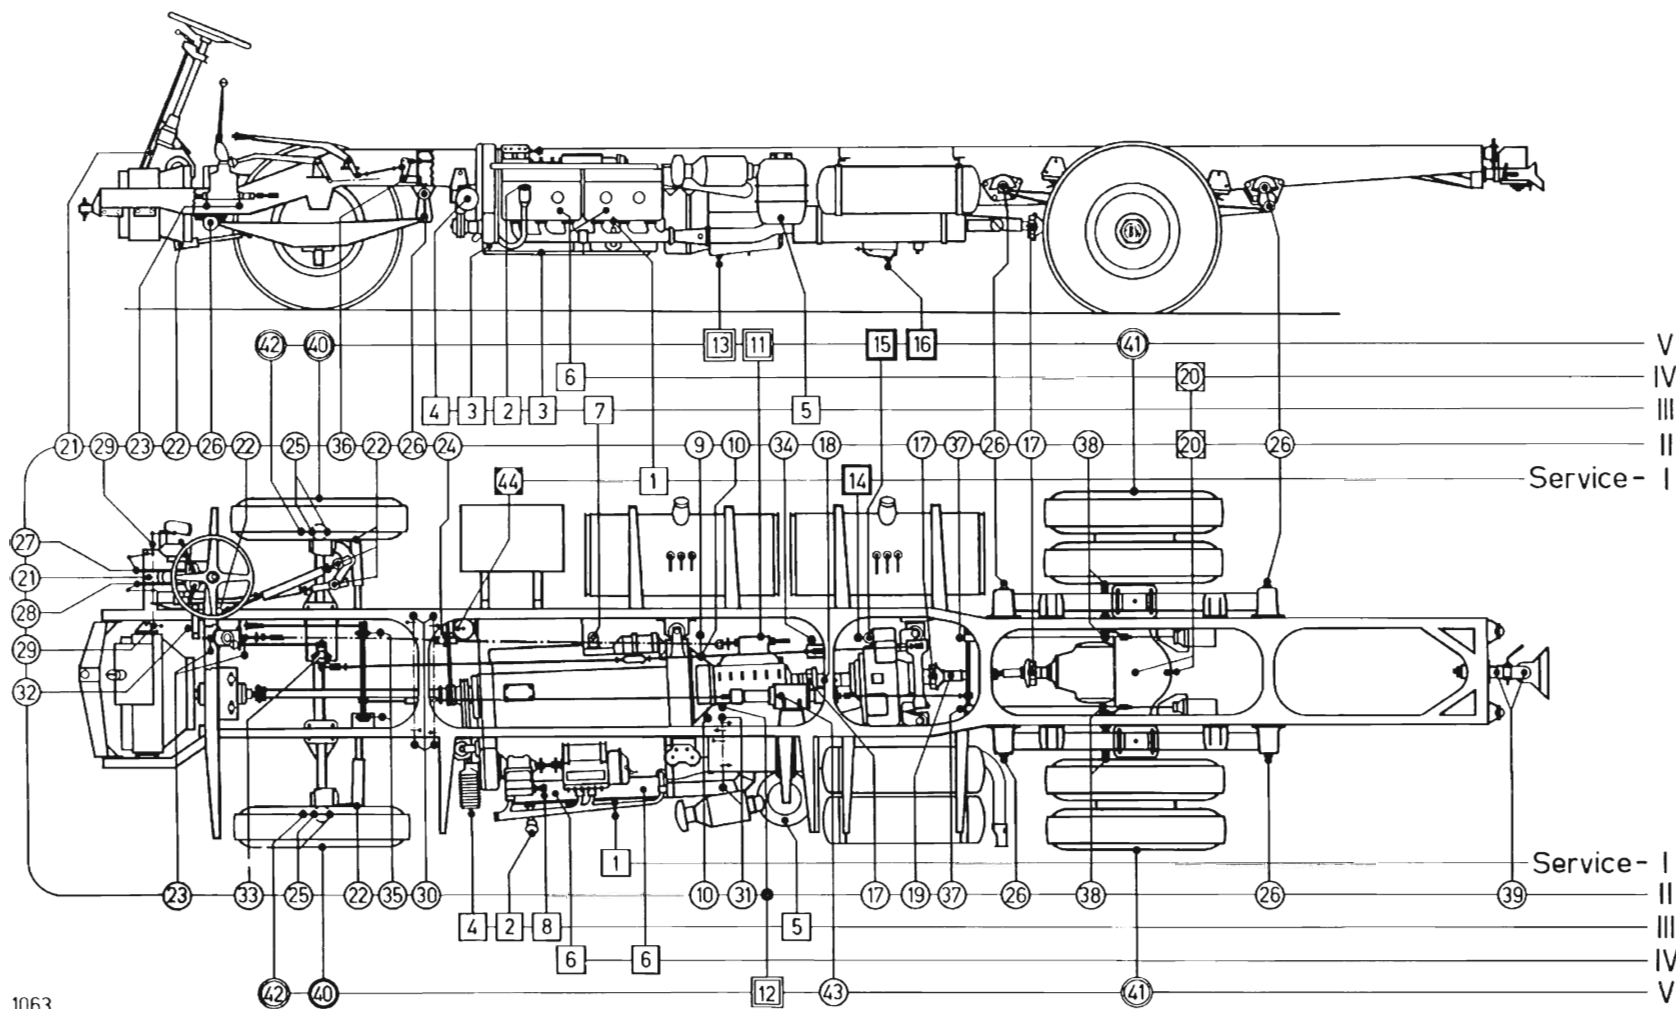 42 40 13 11 15 16 41 V
6 20 IV
4 3 2 3 7 5 III
21 29 23 22 26 22 25 36 26 22 24 9 10 34 18 17 37 26 17 38 20 26 II
44 1 14 Service - I
27
21
28
29
32
1 Service - I
23 33 25 22 35 30 10 31 17 19 37 26 38 26 39 II
4 2 8 5 III
6 6 IV
42 40 12 43 41 V
1063